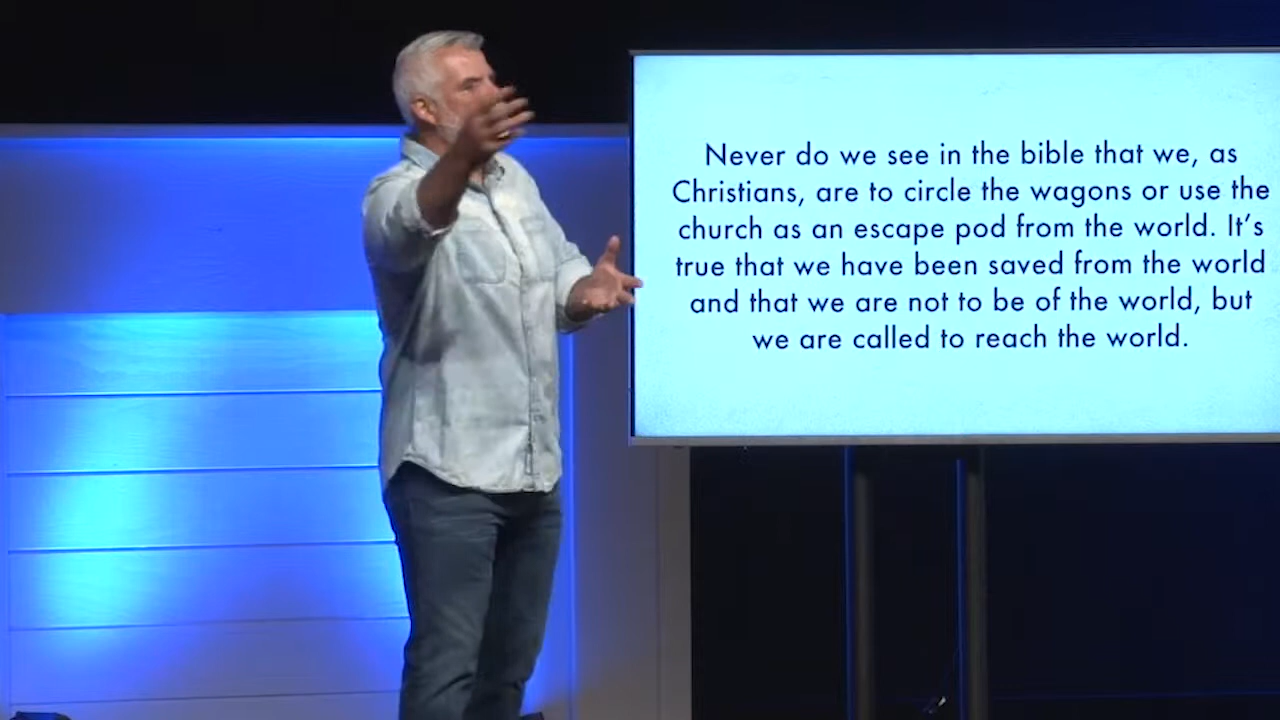 Never do we see in the bible that we, as
Christians, are to circle the wagons or use the
church as an escape pod from the world. It's
true that we have been saved from the world
and that we are not to be of the world, but
we are called to reach the world.